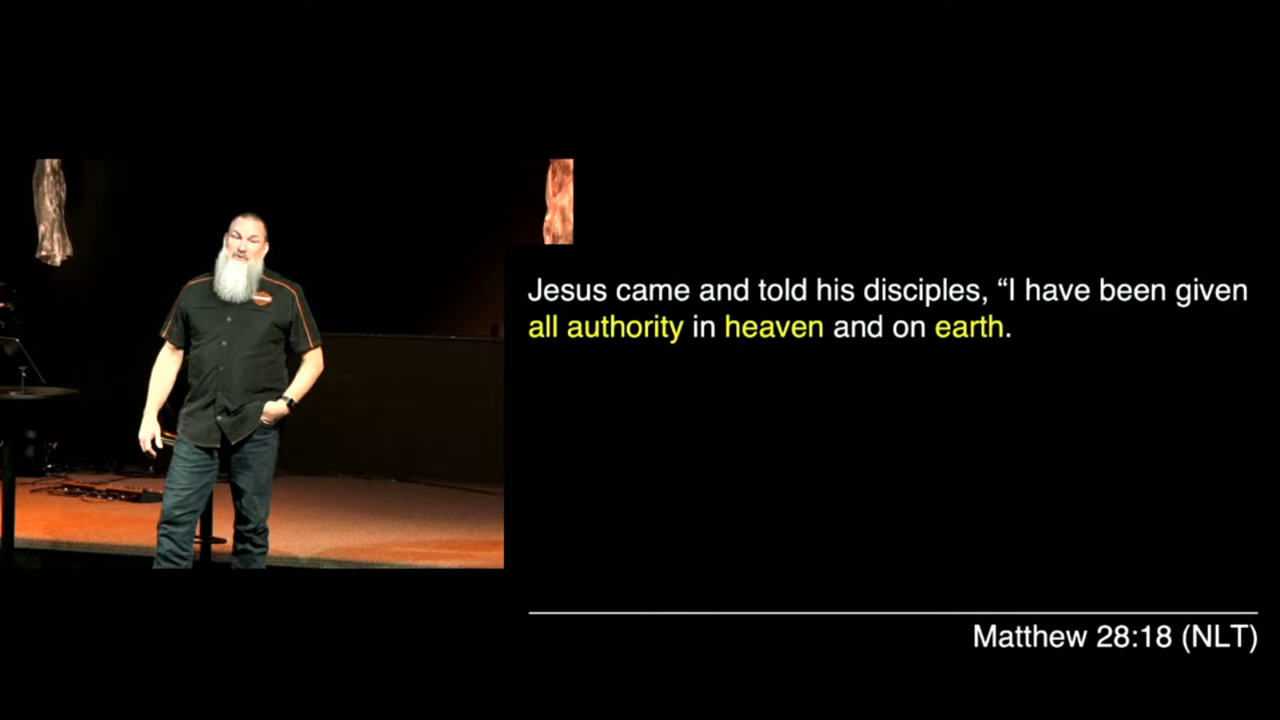 Jesus came and told his disciples, “I have been given
all authority in heaven and on earth.
Matthew 28:18 (NLT)